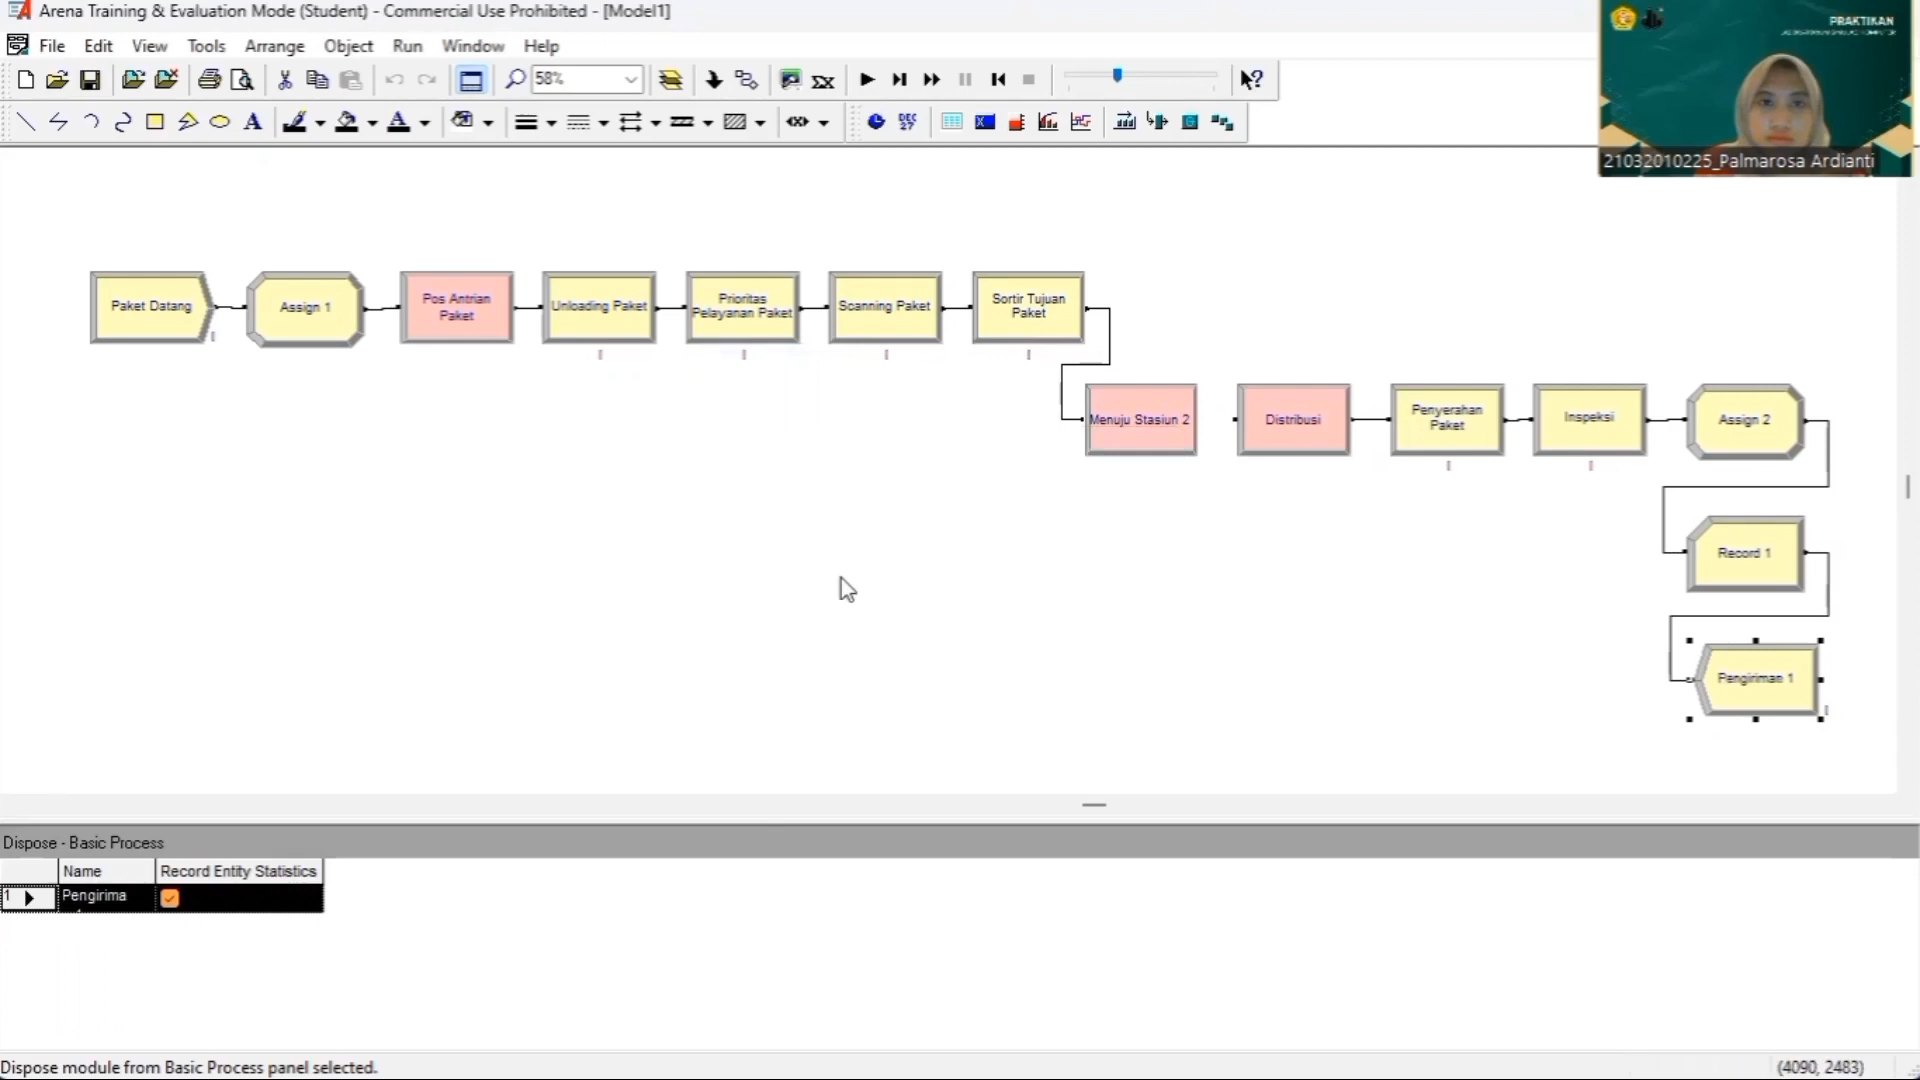 Arena Training & Evaluation Mode (Student) - Commercial Use Prohibited - [Model1]
File Edit View Tools Arrange Object Run Window Help
58%
PRAKTIKAN
21032010225_Palmarosa Ardianti
Paket Datang
Assign 1
Pos Antrian
Paket
Unloading Paket
Prioritas
Pelayanan Paket
Scanning Paket
Sortir Tujuan
Paket
Menuju Stasiun 2
Distribusi
Penyerahan
Paket
Inspeksi
Assign 2
Record 1
Pengiriman 1
Dispose - Basic Process
Name Record Entity Statistics
1 Pengirima
Dispose module from Basic Process panel selected.
(4090, 2483)